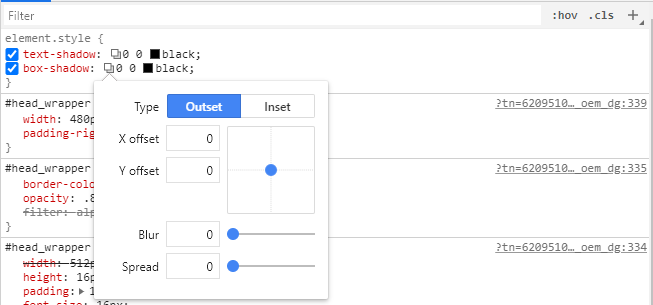 Filter :hov .cls +
element.style {
text-shadow: 0 0 black;
box-shadow: 0 0 black;
}
#head_wrapper ?tn=6209510…_oem_dg:339
width: 480p
padding-rig
}
#head_wrapper ?tn=6209510…_oem_dg:335
border-colo
opacity: .8
filter: alp
}
#head_wrapper ?tn=6209510…_oem_dg:334
width: 512p
height: 16p
padding: 1
font-size: 16px;
Type Outset Inset
X offset 0
Y offset 0
Blur 0
Spread 0